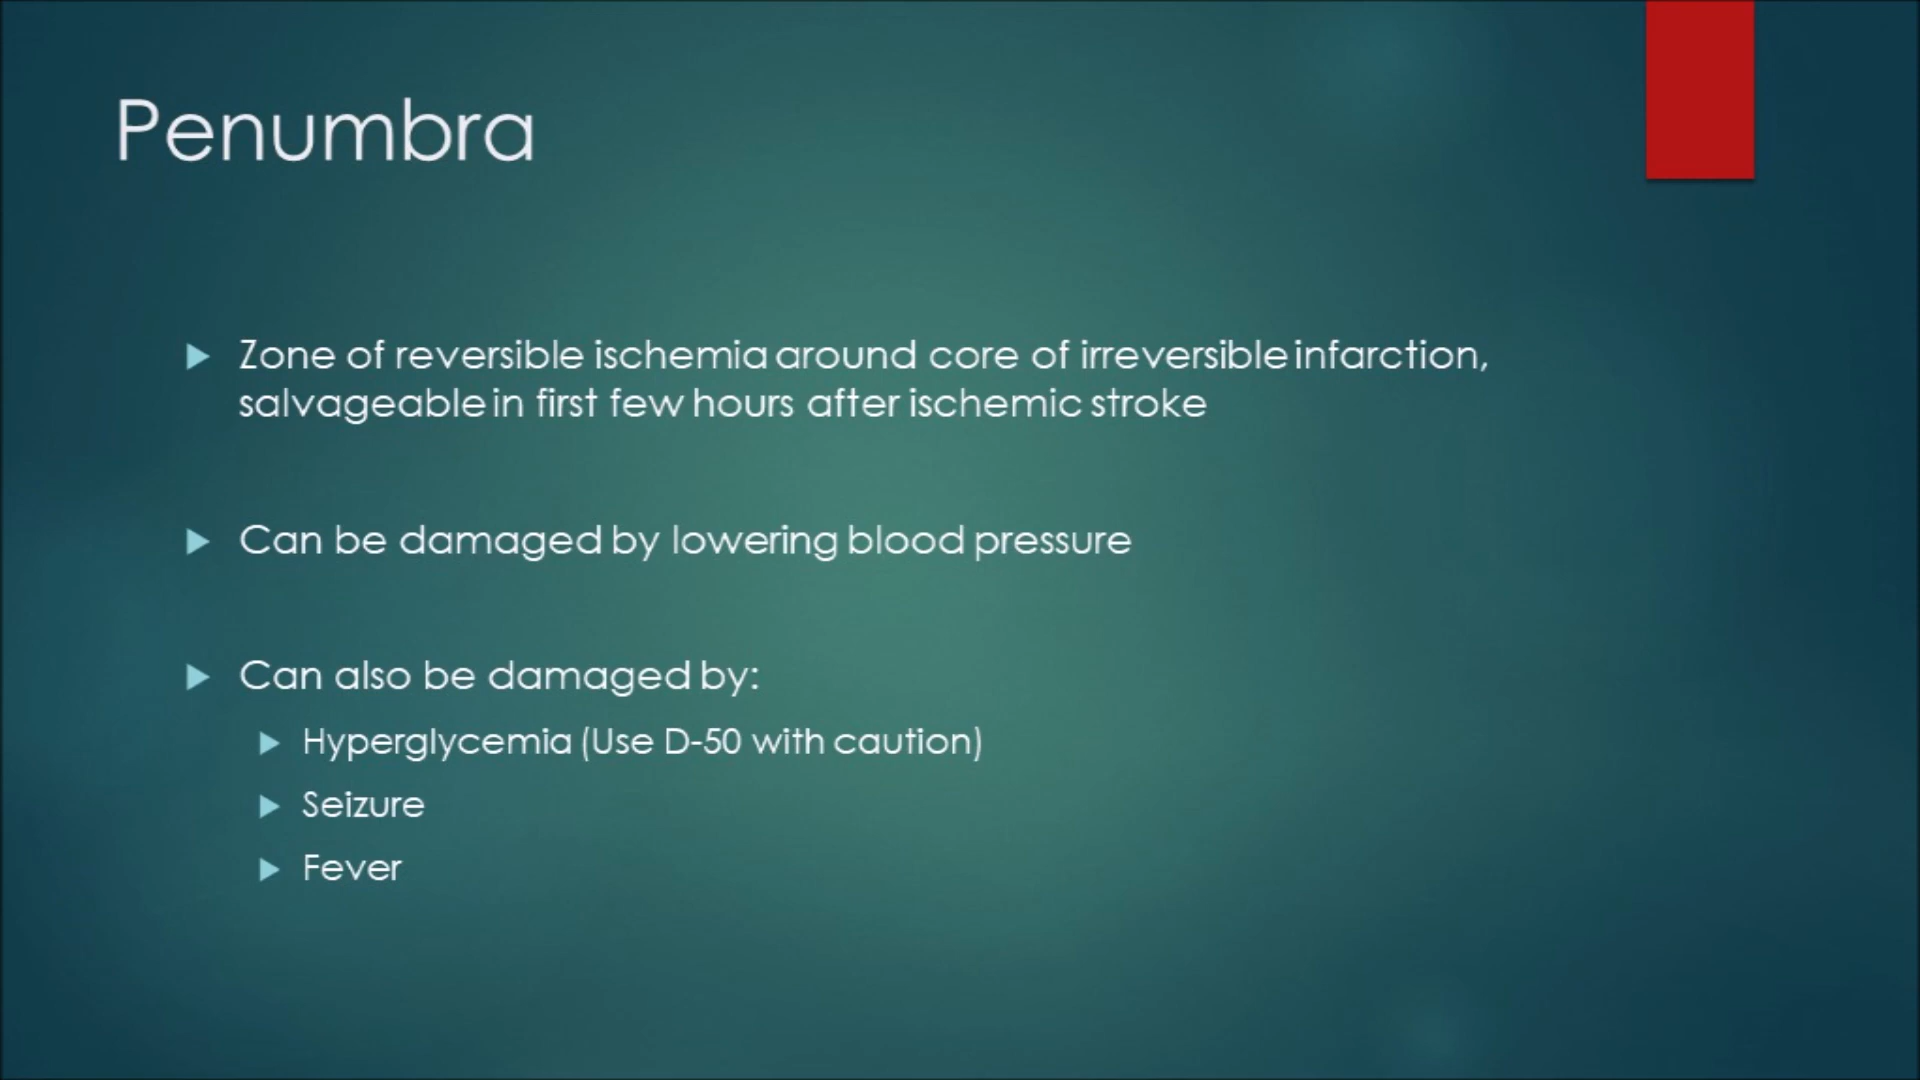 Penumbra
Zone of reversible ischemia around core of irreversible infarction,
salvageable in first few hours after ischemic stroke
Can be damaged by lowering blood pressure
Can also be damaged by:
Hyperglycemia (Use D-50 with caution)
Seizure
Fever